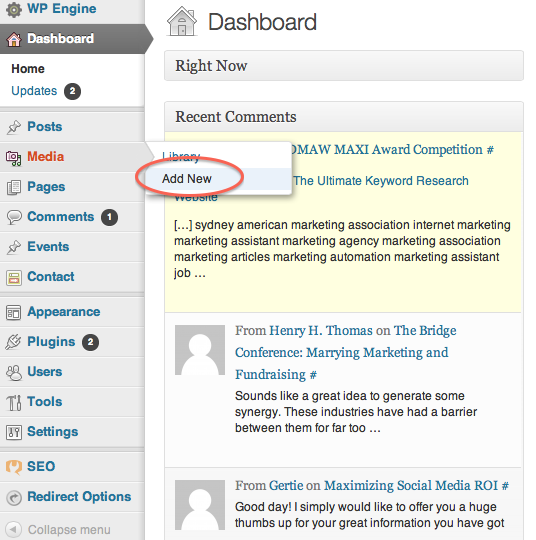 WP Engine
Dashboard
Home
Updates 2
Posts
Media
Pages
Comments 1
Events
Contact
Appearance
Plugins 2
Users
Tools
Settings
SEO
Redirect Options
Collapse menu
Library
Add New
Dashboard
Right Now
Recent Comments
OMAW MAXI Award Competition #
The Ultimate Keyword Research
Website
[…] sydney american marketing association internet marketing
marketing assistant marketing agency marketing association
marketing articles marketing automation marketing assistant
job …
From Henry H. Thomas on The Bridge
Conference: Marrying Marketing and
Fundraising #
Sounds like a great idea to generate some
synergy. These industries have had a barrier
between them for far too …
From Gertie on Maximizing Social Media ROI #
Good day! I simply would like to offer you a huge
thumbs up for your great information you have got